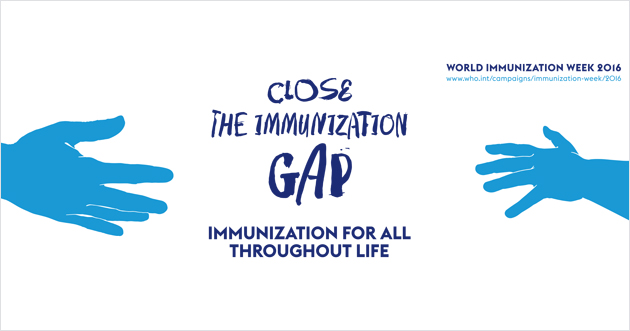 WORLD IMMUNIZATION WEEK 2016
www.who.int/campaigns/immunization-week/2016
CLOSE
THE IMMUNIZATION
GAP
IMMUNIZATION FOR ALL
THROUGHOUT LIFE